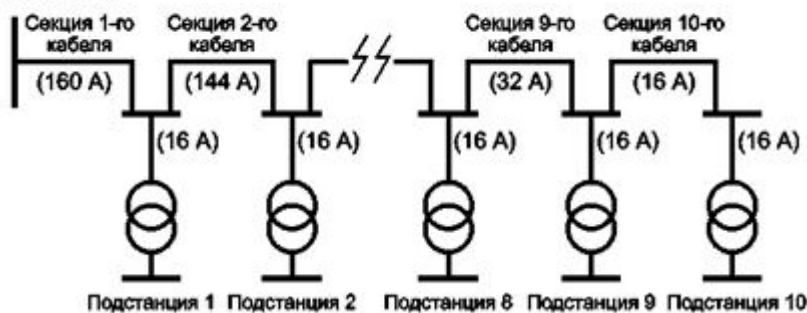 Секция 1-го кабеля
(160 А)
Секция 2-го кабеля
(144 А)
Секция 9-го кабеля
(32 А)
Секция 10-го кабеля
(16 А)
(16 А)
(16 А)
(16 А)
(16 А)
(16 А)
Подстанция 1
Подстанция 2
Подстанция 8
Подстанция 9
Подстанция 10